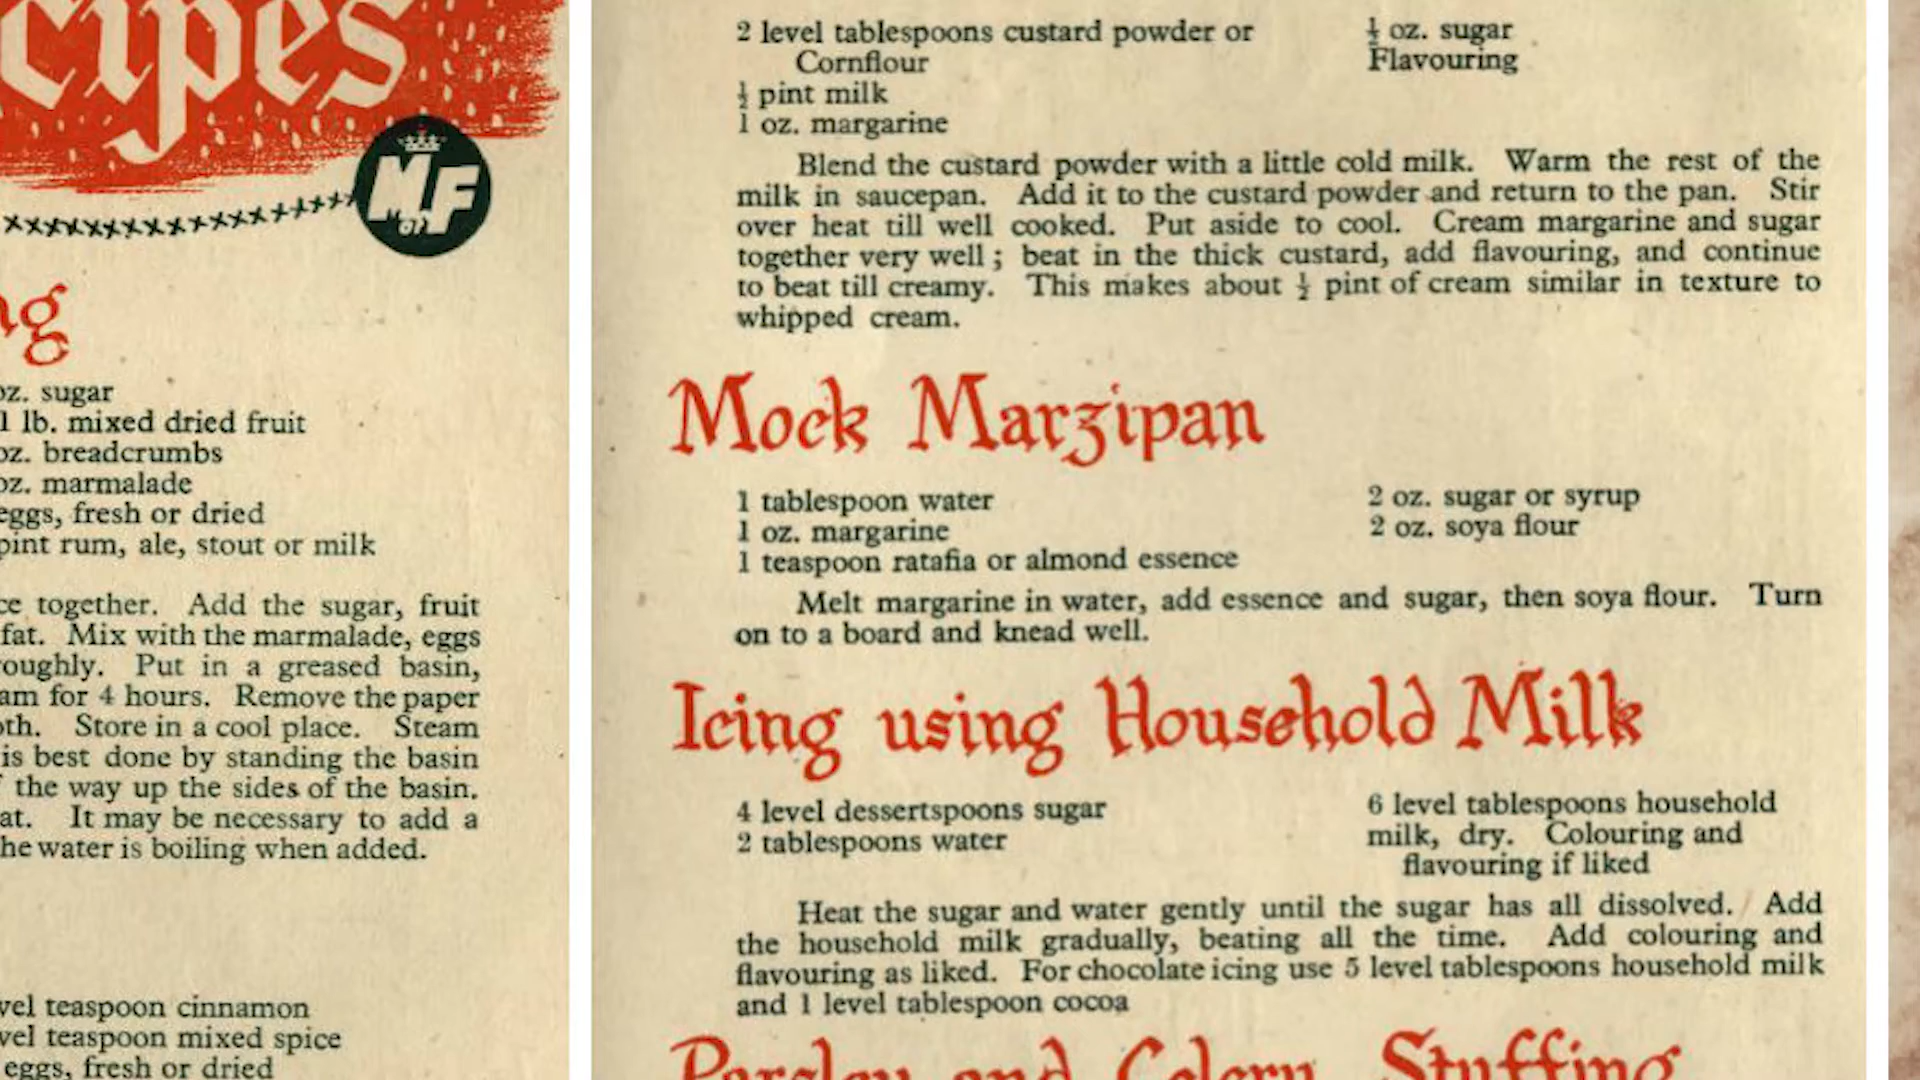 cipes
M of F
ng
oz. sugar
1 lb. mixed dried fruit
oz. breadcrumbs
oz. marmalade
eggs, fresh or dried
pint rum, ale, stout or milk
ce together. Add the sugar, fruit
fat. Mix with the marmalade, eggs
roughly. Put in a greased basin,
am for 4 hours. Remove the paper
oth. Store in a cool place. Steam
is best done by standing the basin
the way up the sides of the basin.
at. It may be necessary to add a
he water is boiling when added.
vel teaspoon cinnamon
vel teaspoon mixed spice
eggs, fresh or dried
2 level tablespoons custard powder or
Cornflour
½ pint milk
1 oz. margarine
½ oz. sugar
Flavouring
Blend the custard powder with a little cold milk. Warm the rest of the
milk in saucepan. Add it to the custard powder and return to the pan. Stir
over heat till well cooked. Put aside to cool. Cream margarine and sugar
together very well ; beat in the thick custard, add flavouring, and continue
to beat till creamy. This makes about ½ pint of cream similar in texture to
whipped cream.
Mock Marzipan
1 tablespoon water
1 oz. margarine
1 teaspoon ratafia or almond essence
2 oz. sugar or syrup
2 oz. soya flour
Melt margarine in water, add essence and sugar, then soya flour. Turn
on to a board and knead well.
Icing using Household Milk
4 level dessertspoons sugar
2 tablespoons water
6 level tablespoons household
milk, dry. Colouring and
flavouring if liked
Heat the sugar and water gently until the sugar has all dissolved. Add
the household milk gradually, beating all the time. Add colouring and
flavouring as liked. For chocolate icing use 5 level tablespoons household milk
and 1 level tablespoon cocoa
Parsley and Celery Stuffing